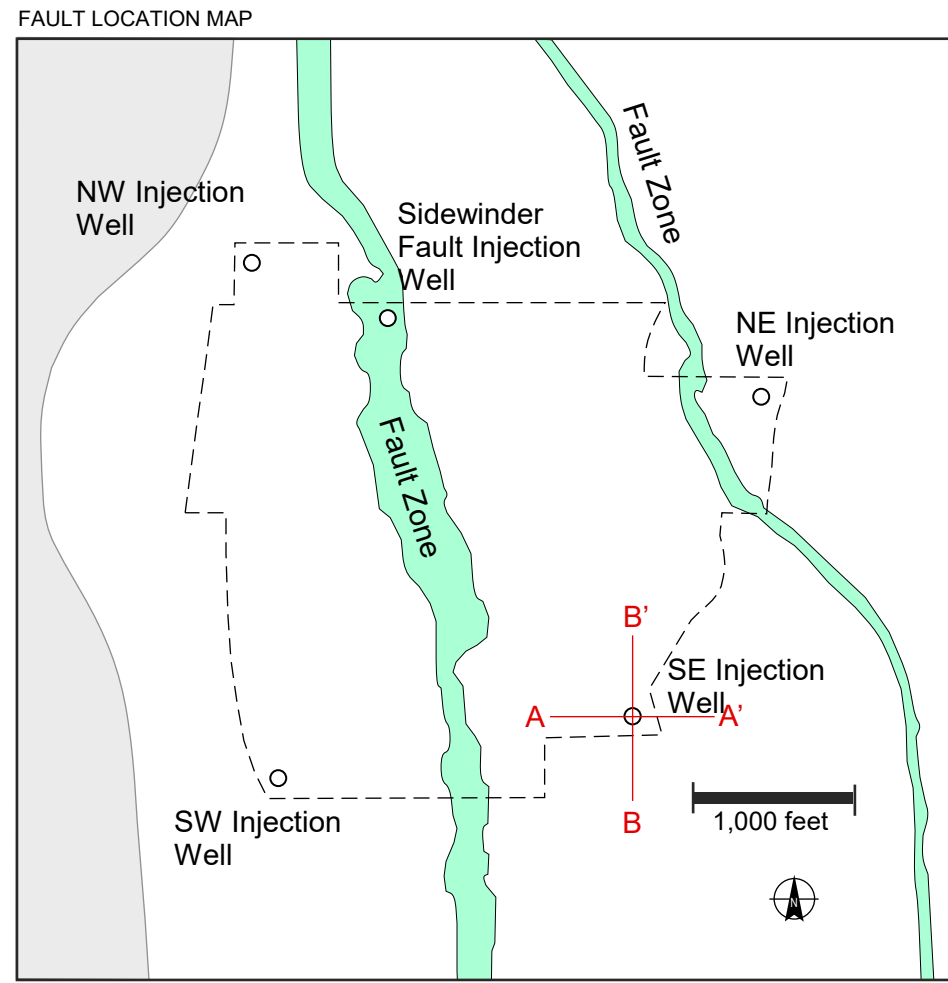 FAULT LOCATION MAP
Fault Zone
NW Injection
Well
Sidewinder
Fault Injection
Well
NE Injection
Well
Fault Zone
B’
SE Injection
Well
A
A’
1,000 feet
B
SW Injection
Well
N